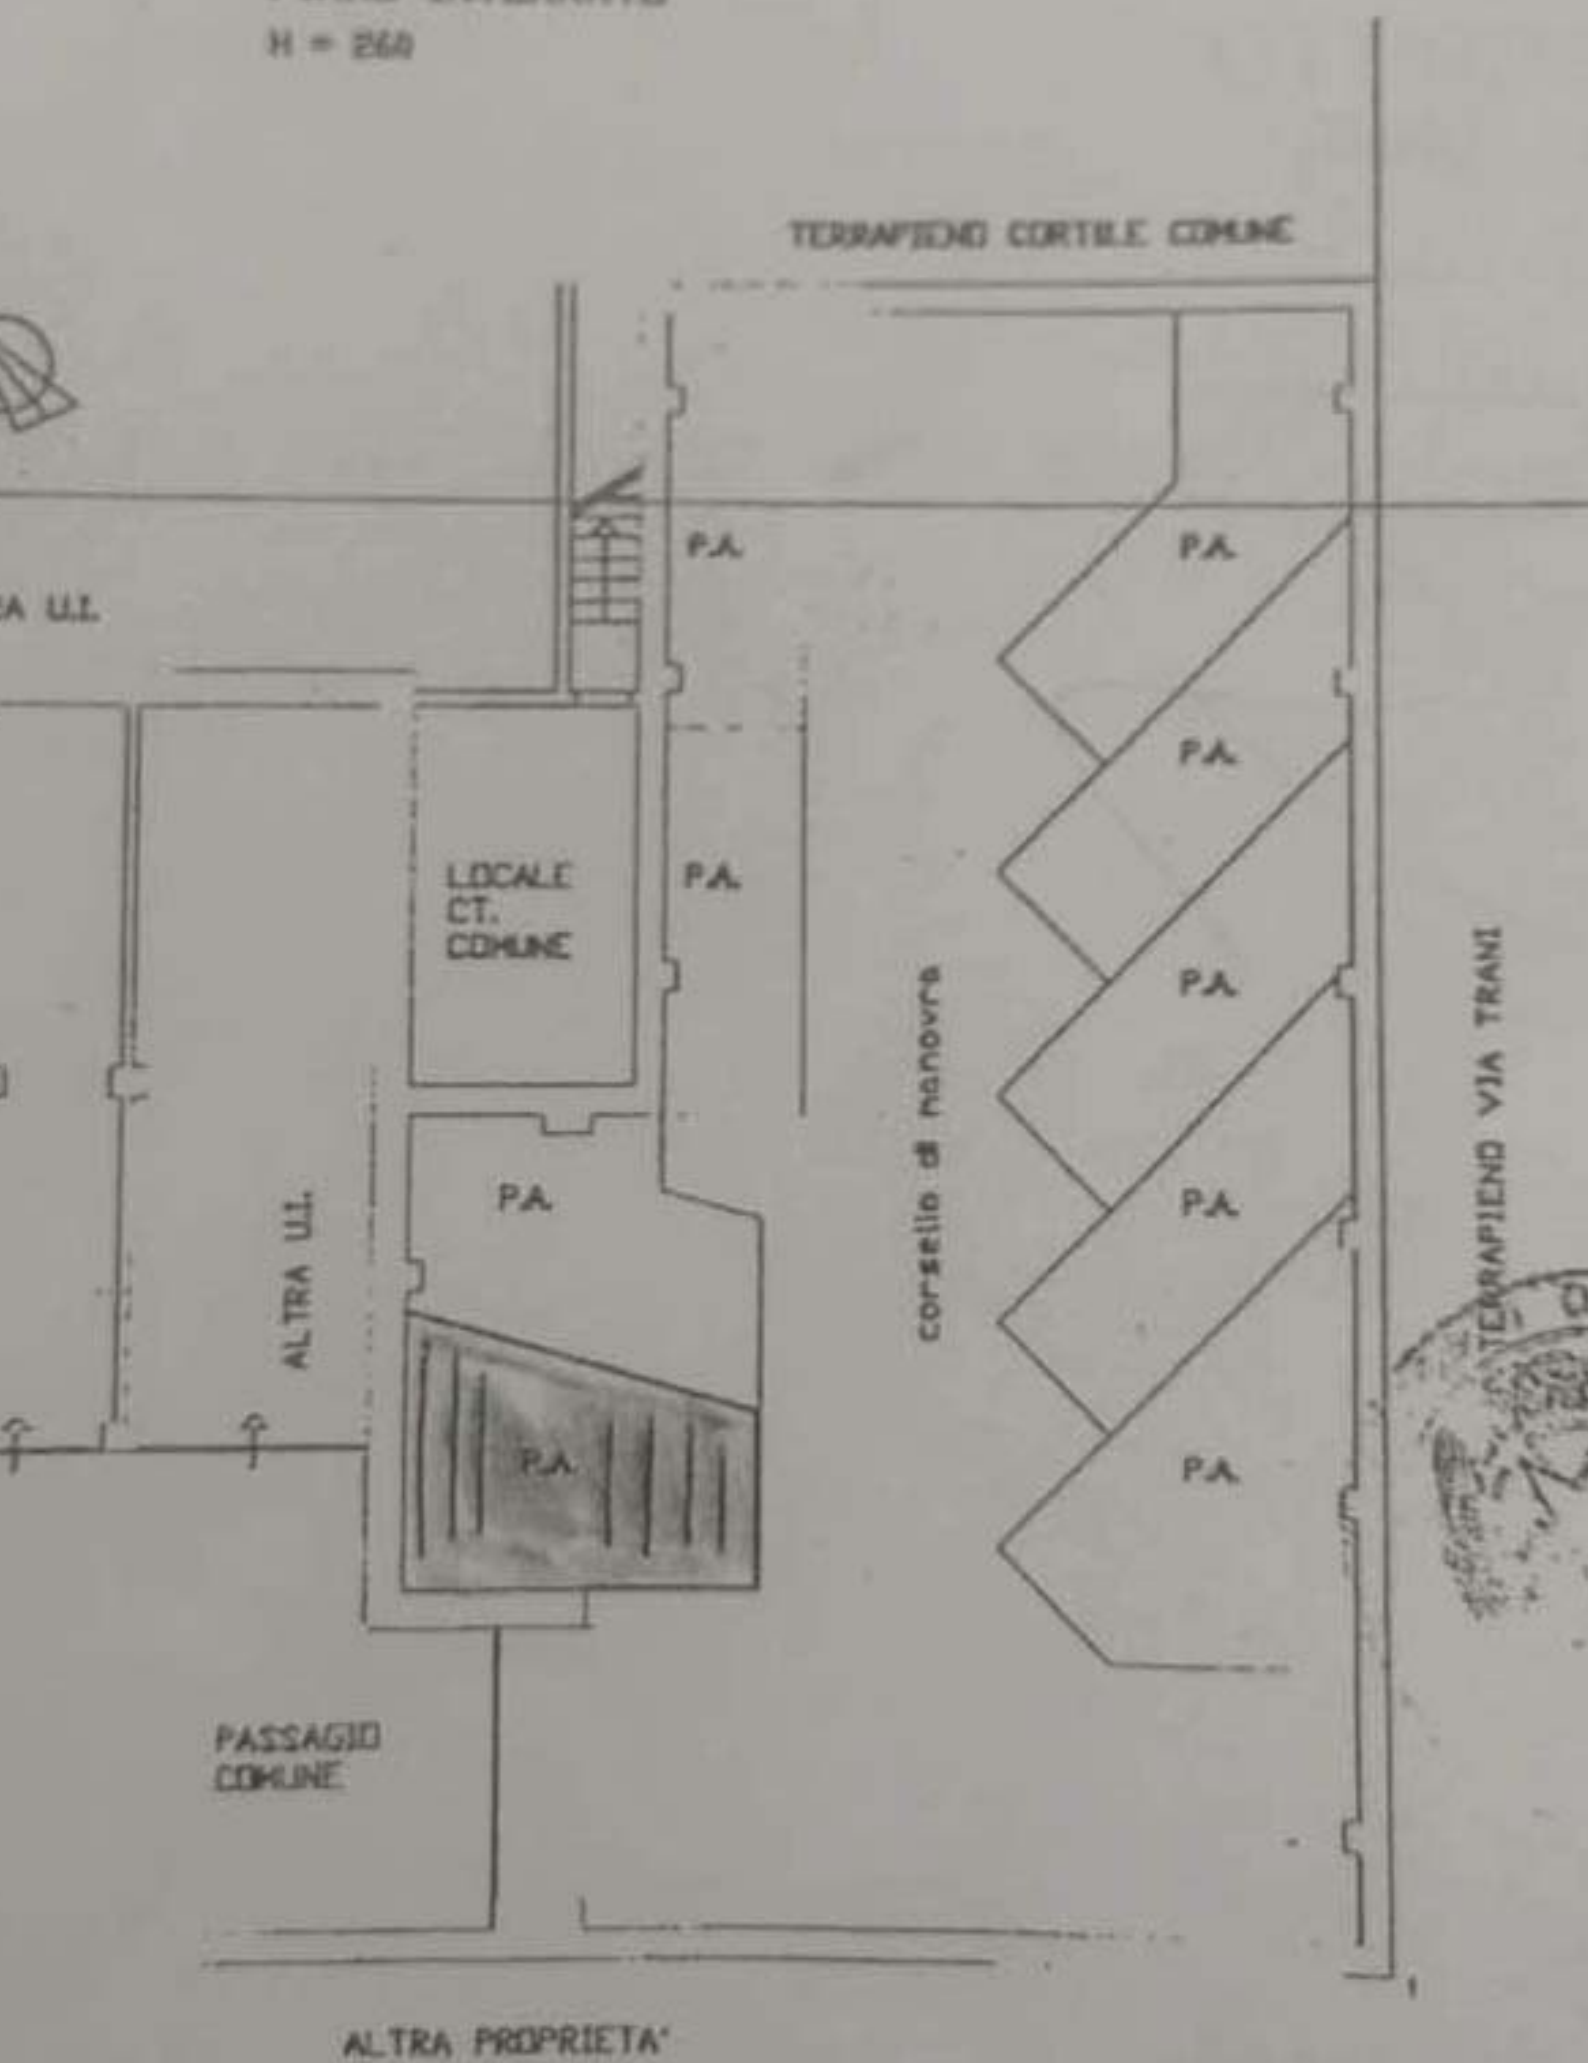 H = 260
TERRAPIENO CORTILE COMUNE
P.A.
P.A.
U.I.
P.A.
LOCALE
CT.
COMUNE
P.A.
P.A.
corsello di manovra
TERRAPIENO VIA TRANI
P.A.
P.A.
ALTRA U.I.
P.A.
P.A.
PASSAGIO
COMUNE
ALTRA PROPRIETA'